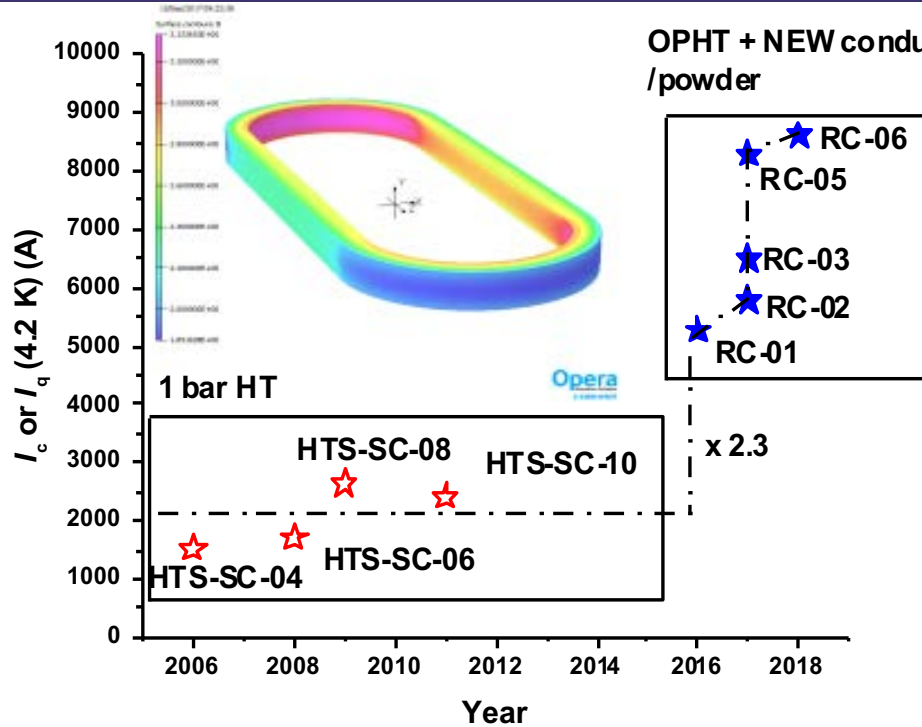 OPHT + NEW condu
/powder
10000
9000
8000
7000
6000
5000
4000
3000
2000
1000
0
I_c or I_q (4.2 K) (A)
RC-06
RC-05
RC-03
RC-02
RC-01
Opera
1 bar HT
x 2.3
HTS-SC-08
HTS-SC-10
HTS-SC-06
HTS-SC-04
2006
2008
2010
2012
2014
2016
2018
Year